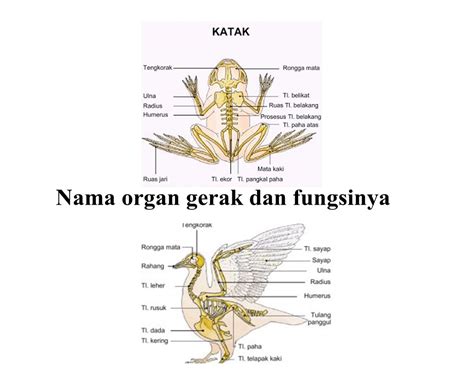 KATAK
Tengkorak
Rongga mata
Ulna
Radius
Humerus
Tl. belikat
Ruas Tl. belakang
Prosesus Tl. belakang
Tl. paha atas
Mata kaki
Ruas jari
Tl. ekor
Tl. pangkal paha
Nama organ gerak dan fungsinya
Tengkorak
Rongga mata
Rahang
Tl. leher
Tl. rusuk
Tl. dada
Tl. kering
Tl. sayap
Sayap
Ulna
Radius
Humerus
Tulang
panggul
Tl. paha
Tl. telapak kaki